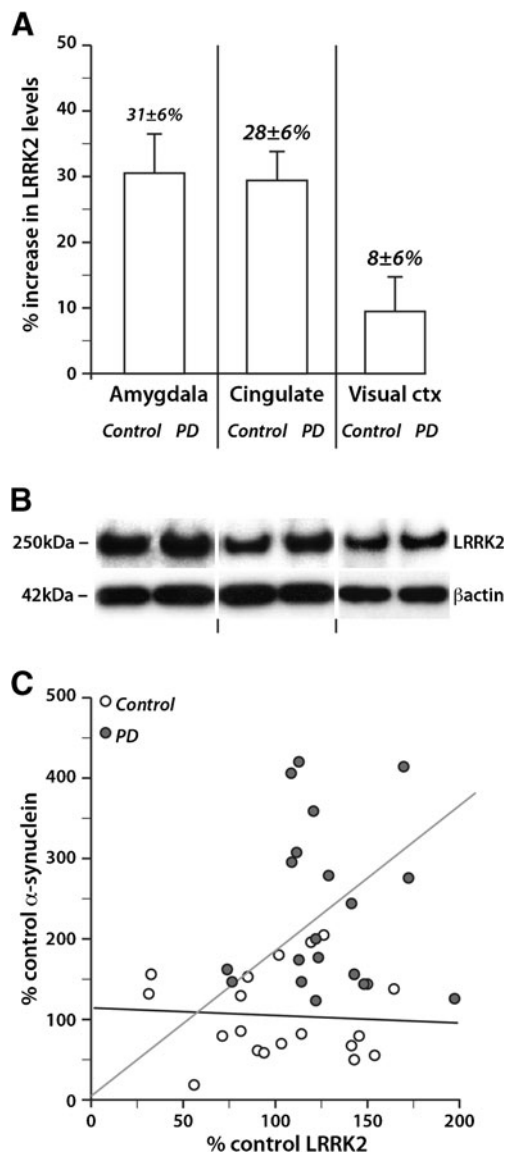 A
50
40
30
20
10
0
% increase in LRRK2 levels
31±6%
28±6%
8±6%
Amygdala Cingulate Visual ctx
Control PD Control PD Control PD
B
250kDa – LRRK2
42kDa – βactin
C
500
400
300
200
100
0
% control α-synuclein
Control
PD
0 50 100 150 200
% control LRRK2